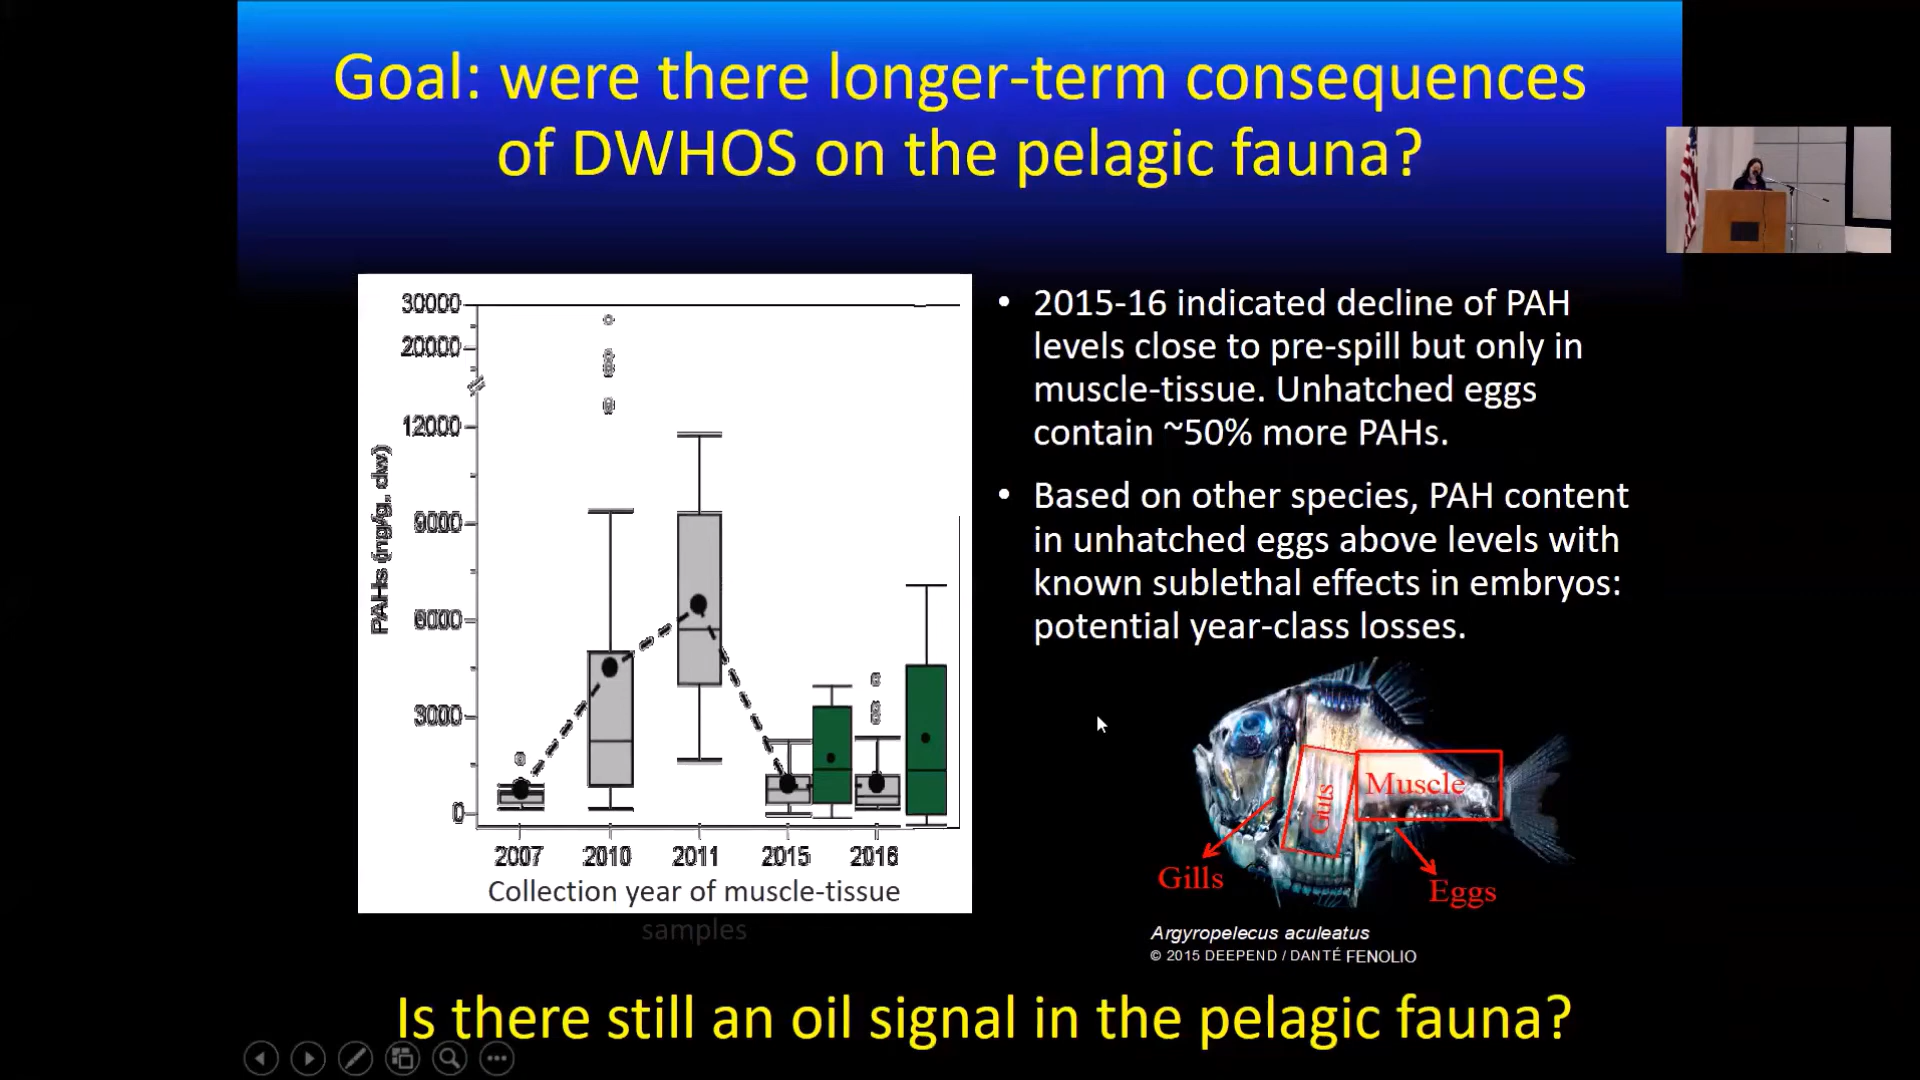 Goal: were there longer-term consequences
of DWHOS on the pelagic fauna?
30000
20000
12000
9000
6000
3000
0
PAHs (ng/g, dw)
2007 2010 2011 2015 2016
Collection year of muscle-tissue
samples
• 2015-16 indicated decline of PAH
levels close to pre-spill but only in
muscle-tissue. Unhatched eggs
contain ~50% more PAHs.
• Based on other species, PAH content
in unhatched eggs above levels with
known sublethal effects in embryos:
potential year-class losses.
Guts
Muscle
Gills
Eggs
Argyropelecus aculeatus
© 2015 DEEPEND / DANTÉ FENOLIO
Is there still an oil signal in the pelagic fauna?